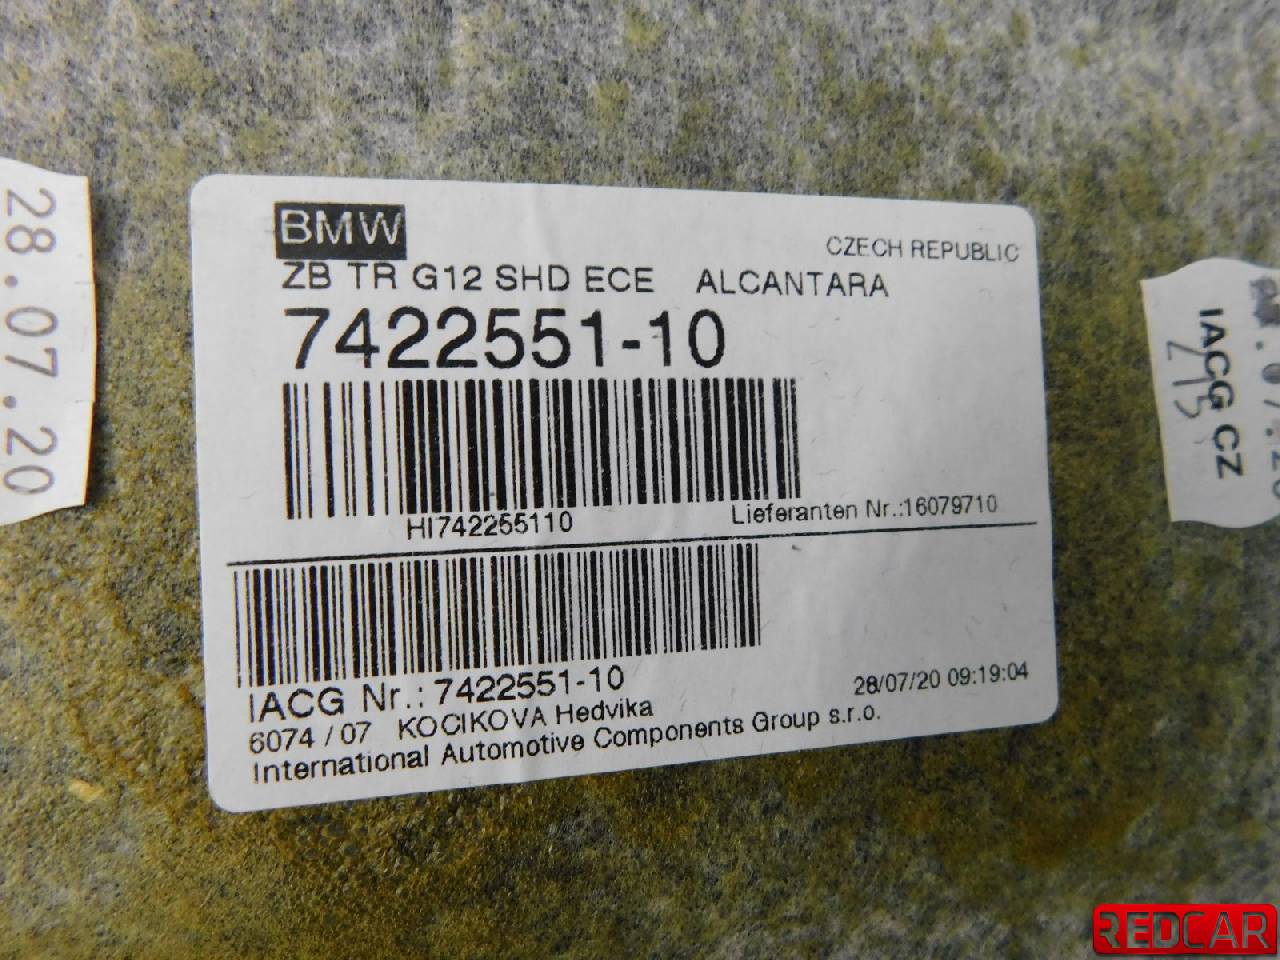 BMW
CZECH REPUBLIC
ZB TR G12 SHD ECE ALCANTARA
7422551-10
HI742255110
Lieferanten Nr.:16079710
IACG Nr.: 7422551-10
28/07/20 09:19:04
6074 / 07 KOCIKOVA Hedvika
International Automotive Components Group s.r.o.
28.07.20
IACG CZ
REDCAR